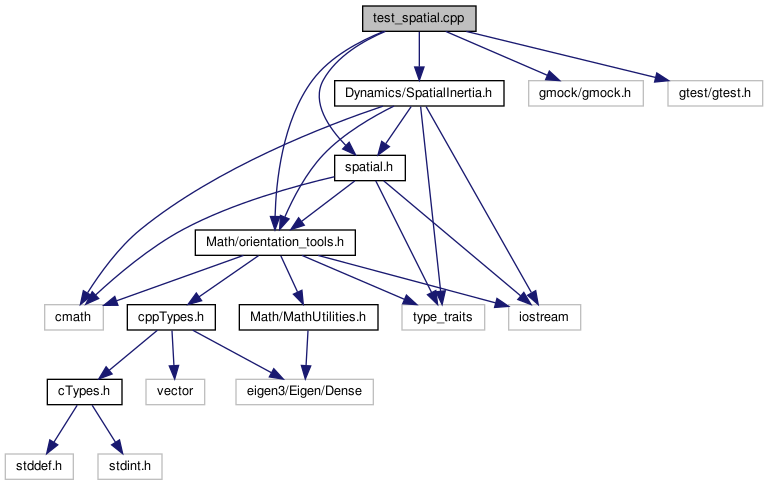 test_spatial.cpp
Dynamics/SpatialInertia.h
gmock/gmock.h
gtest/gtest.h
spatial.h
Math/orientation_tools.h
cmath
cppTypes.h
Math/MathUtilities.h
type_traits
iostream
cTypes.h
vector
eigen3/Eigen/Dense
stddef.h
stdint.h